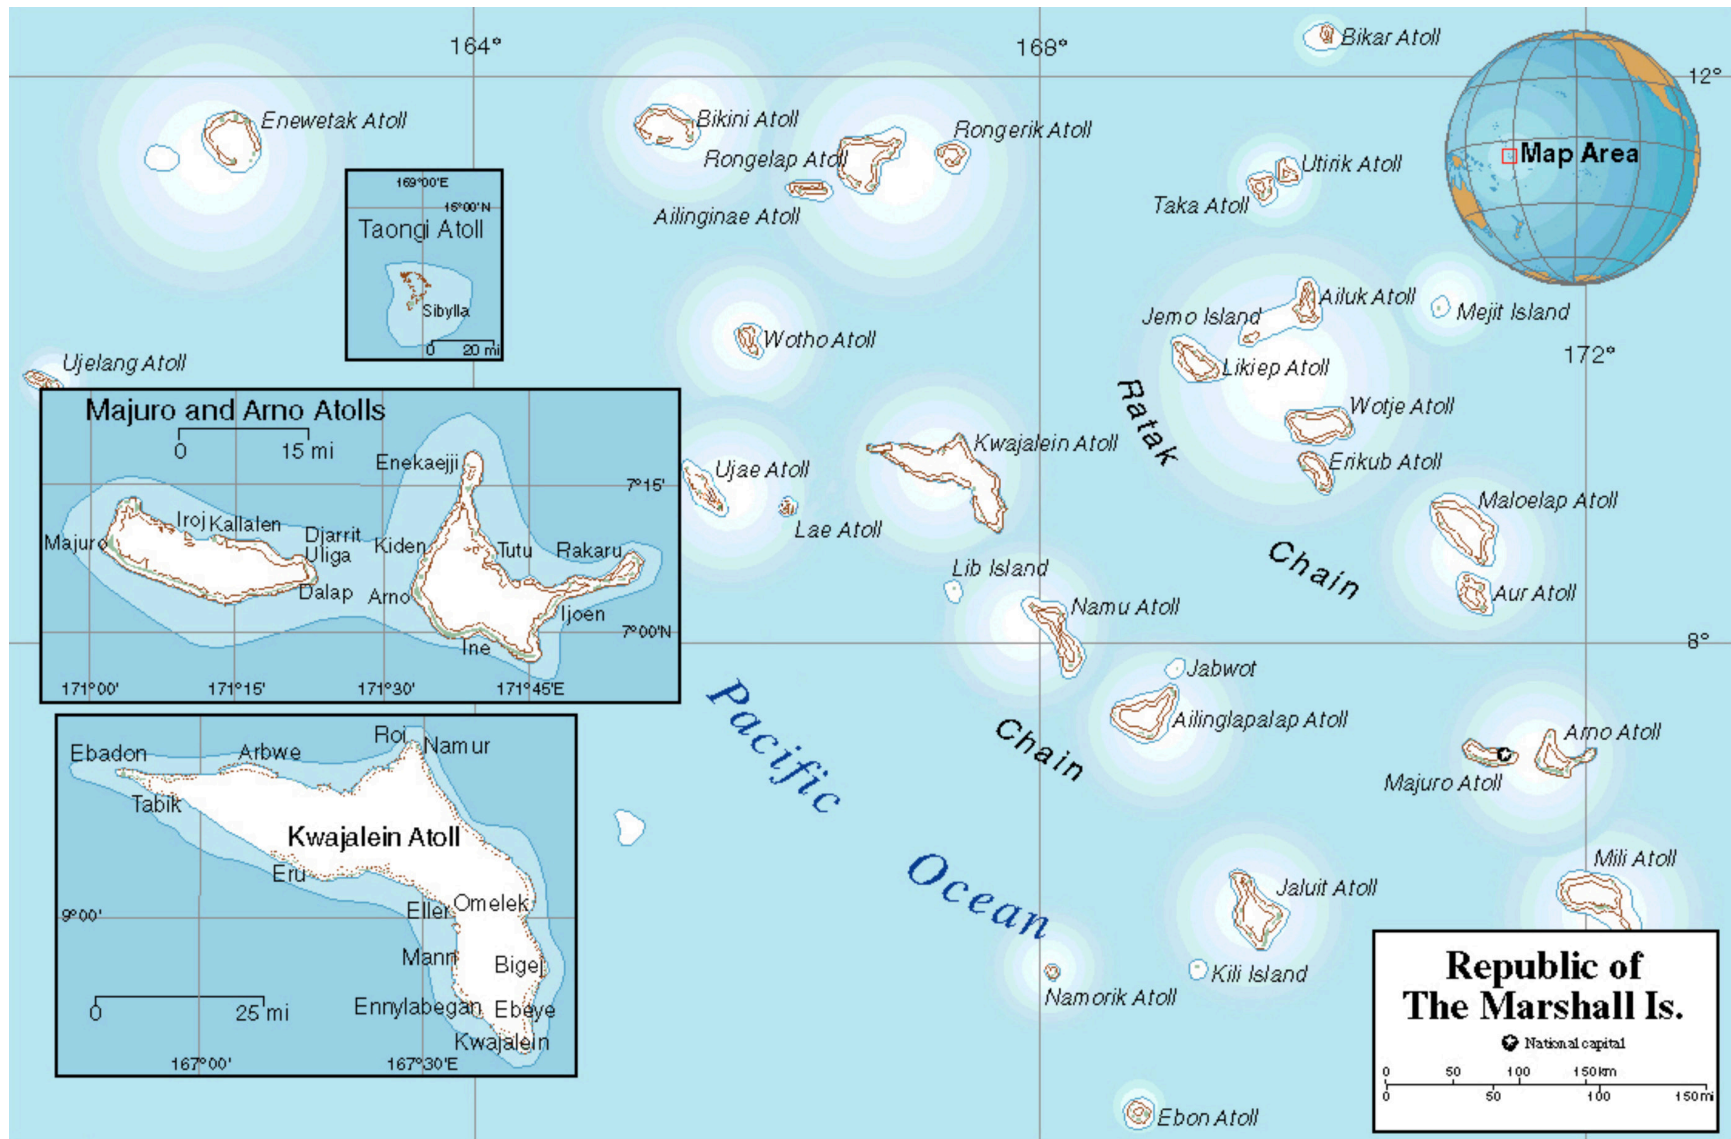 164°
168°
Bikar Atoll
12°
Enewetak Atoll
Bikini Atoll
Rongelap Atoll
Rongerik Atoll
Ailinginae Atoll
Utirik Atoll
Taka Atoll
Map Area
169°00'E
15°00'N
Taongi Atoll
Sibylla
0 20 mi
Wotho Atoll
Ailuk Atoll
Jemo Island
Mejit Island
Likiep Atoll
172°
Ujelang Atoll
Ratak
Chain
Wotje Atoll
Erikub Atoll
Kwajalein Atoll
Ujae Atoll
Lae Atoll
Maloelap Atoll
Aur Atoll
Lib Island
Namu Atoll
8°
Jabwot
Ailinglapalap Atoll
Chain
Arno Atoll
Majuro Atoll
Mili Atoll
Jaluit Atoll
Kili Island
Namorik Atoll
Ebon Atoll
Pacific
Ocean
Majuro and Arno Atolls
0 15 mi
Enekaejji
7°15'
Iroj Kallalen
Djarrit
Uliga
Majuro
Dalap
Kiden
Tutu
Rakaru
Arno
Ijoen
Ine
7°00'N
171°00' 171°15' 171°30' 171°45'E
Roi
Namur
Ebadon
Arbwe
Tabik
Kwajalein Atoll
Eru
9°00'
Eller
Omelek
Mann
Bigej
Ennylabegan
Ebeye
Kwajalein
0 25 mi
167°00' 167°30'E
Republic of
The Marshall Is.
National capital
0 50 100 150 km
0 50 100 150 mi